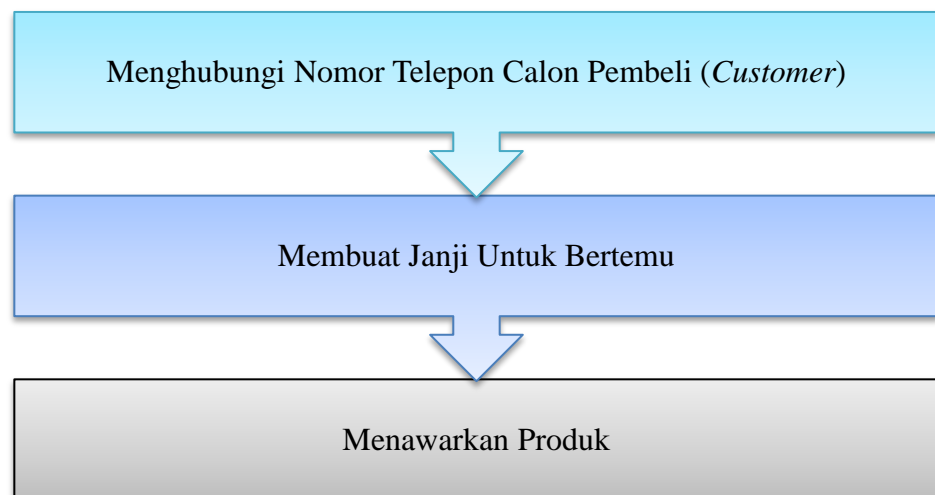 Menghubungi Nomor Telepon Calon Pembeli (Customer)
Membuat Janji Untuk Bertemu
Menawarkan Produk